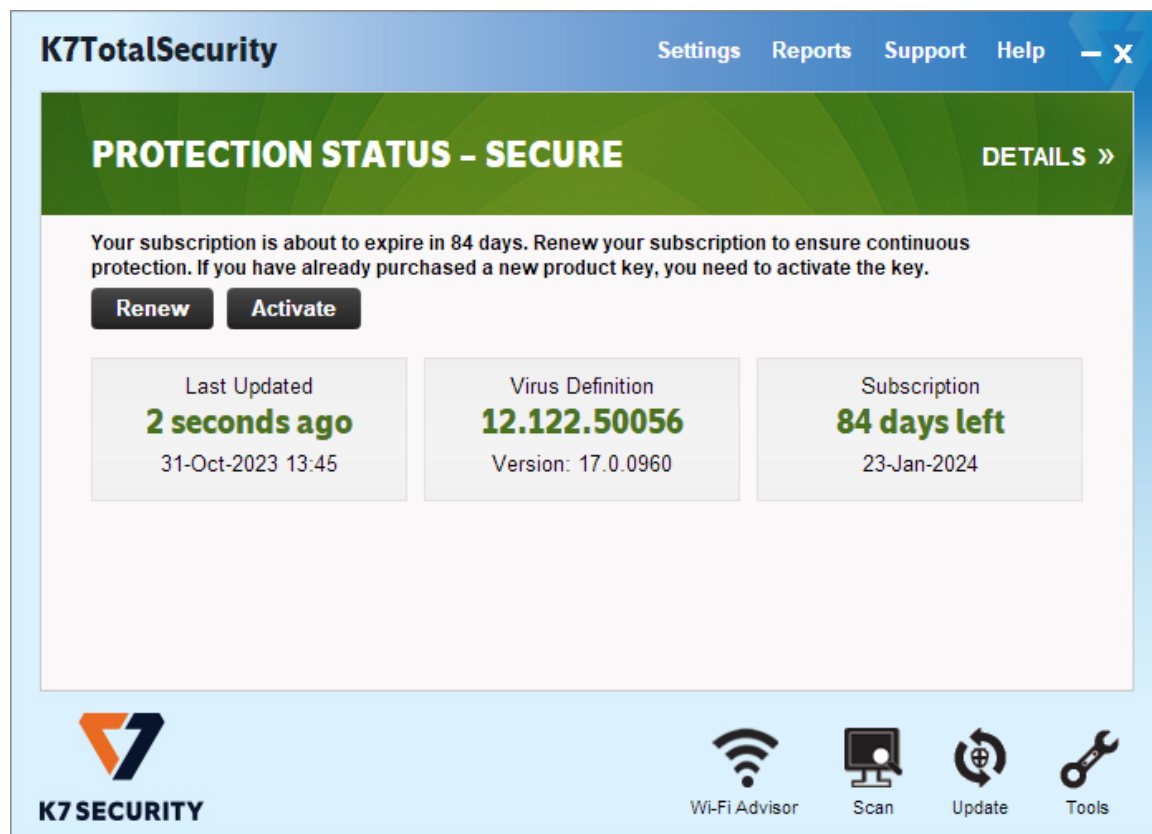 K7TotalSecurity
Settings Reports Support Help
PROTECTION STATUS – SECURE
DETAILS »
Your subscription is about to expire in 84 days. Renew your subscription to ensure continuous
protection. If you have already purchased a new product key, you need to activate the key.
Renew Activate
Last Updated
2 seconds ago
31-Oct-2023 13:45
Virus Definition
12.122.50056
Version: 17.0.0960
Subscription
84 days left
23-Jan-2024
K7 SECURITY
Wi-Fi Advisor Scan Update Tools